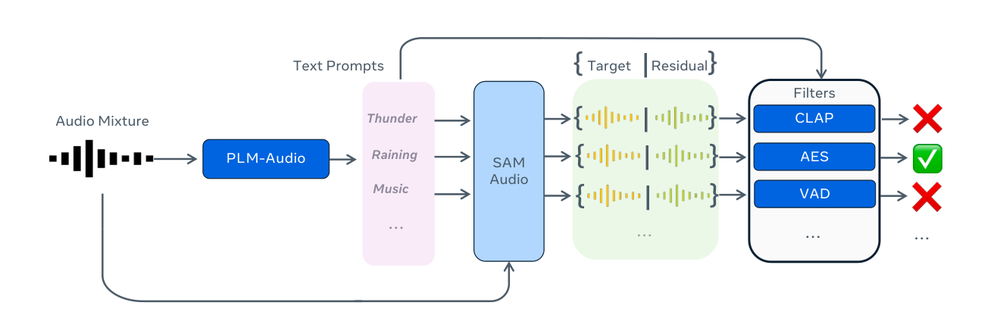 Text Prompts
{ Target | Residual}
Filters
Audio Mixture
PLM-Audio
Thunder
Raining
Music
...
SAM
Audio
{ | }
{ | }
{ | }
...
CLAP
AES
VAD
...
...